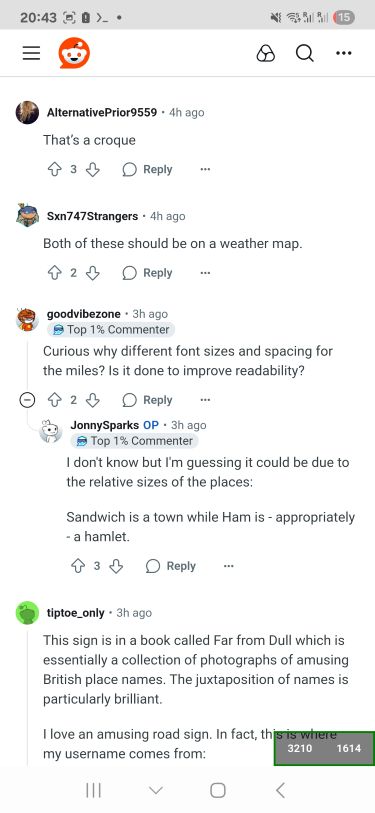 20:43
15
AlternativePrior9559 • 4h ago
That's a croque
3 Reply
Sxn747Strangers • 4h ago
Both of these should be on a weather map.
2 Reply
goodvibezone • 3h ago
Top 1% Commenter
Curious why different font sizes and spacing for
the miles? Is it done to improve readability?
2 Reply
JonnySparks OP • 3h ago
Top 1% Commenter
I don't know but I'm guessing it could be due to
the relative sizes of the places:
Sandwich is a town while Ham is - appropriately
- a hamlet.
3 Reply
tiptoe_only • 3h ago
This sign is in a book called Far from Dull which is
essentially a collection of photographs of amusing
British place names. The juxtaposition of names is
particularly brilliant.
I love an amusing road sign. In fact, this is where
my username comes from:
3210 1614